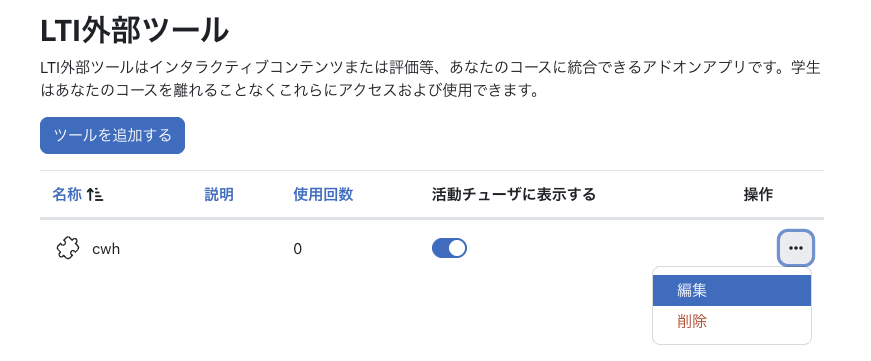 LTI外部ツール
LTI外部ツールはインタラクティブコンテンツまたは評価等、あなたのコースに統合できるアドオンアプリです。学生
はあなたのコースを離れることなくこれらにアクセスおよび使用できます。
ツールを追加する
名称 説明 使用回数 活動チューザに表示する 操作
cwh 0
編集
削除